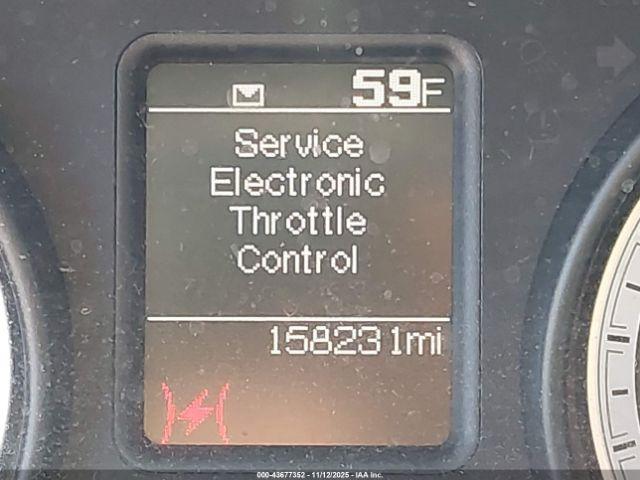 59F
Service
Electronic
Throttle
Control
158231mi
000-43677352 - 11/12/2025 - IAA Inc.